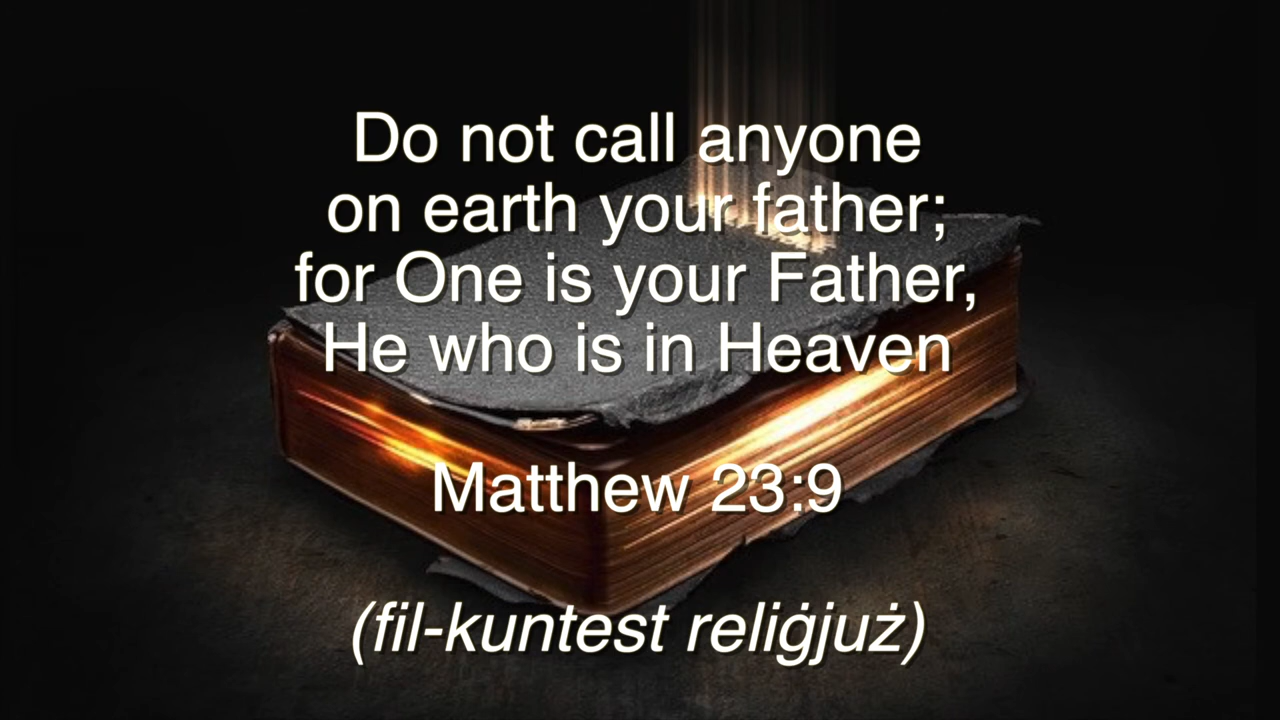 Do not call anyone
on earth your father;
for One is your Father,
He who is in Heaven
Matthew 23:9
(fil-kuntest reliġjuż)